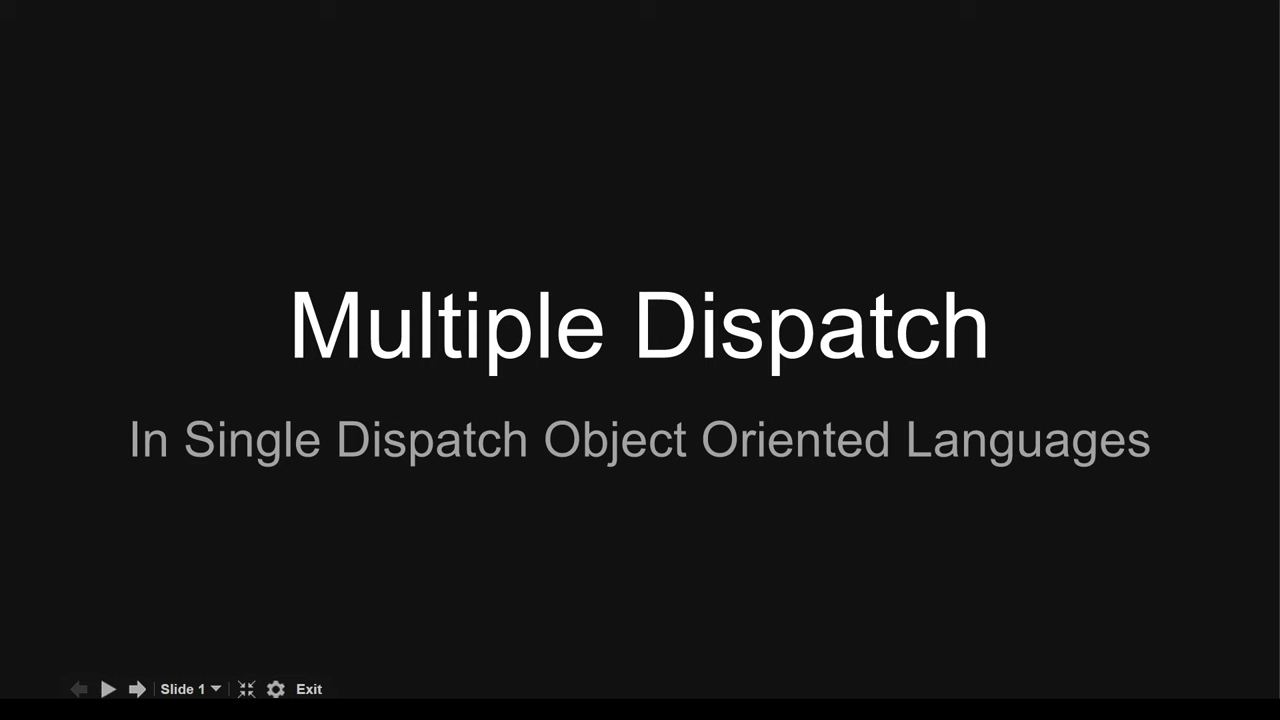 Multiple Dispatch
In Single Dispatch Object Oriented Languages
Slide 1 Exit